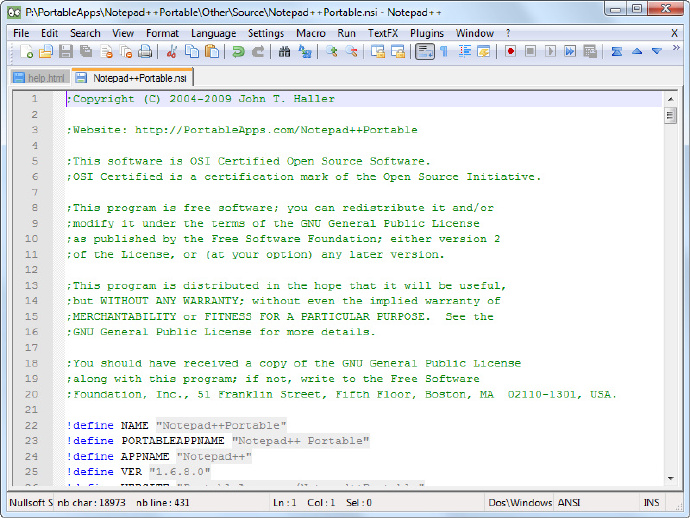 P:\PortableApps\Notepad++Portable\Other\Source\Notepad++Portable.nsi - Notepad++
File Edit Search View Format Language Settings Macro Run TextFX Plugins Window ? X
help.html Notepad++Portable.nsi
1 ;Copyright (C) 2004-2009 John T. Haller
2
3 ;Website: http://PortableApps.com/Notepad++Portable
4
5 ;This software is OSI Certified Open Source Software.
6 ;OSI Certified is a certification mark of the Open Source Initiative.
7
8 ;This program is free software; you can redistribute it and/or
9 ;modify it under the terms of the GNU General Public License
10 ;as published by the Free Software Foundation; either version 2
11 ;of the License, or (at your option) any later version.
12
13 ;This program is distributed in the hope that it will be useful,
14 ;but WITHOUT ANY WARRANTY; without even the implied warranty of
15 ;MERCHANTABILITY or FITNESS FOR A PARTICULAR PURPOSE.  See the
16 ;GNU General Public License for more details.
17
18 ;You should have received a copy of the GNU General Public License
19 ;along with this program; if not, write to the Free Software
20 ;Foundation, Inc., 51 Franklin Street, Fifth Floor, Boston, MA  02110-1301, USA.
21
22 !define NAME "Notepad++Portable"
23 !define PORTABLEAPPNAME "Notepad++ Portable"
24 !define APPNAME "Notepad++"
25 !define VER "1.6.8.0"
Nullsoft S nb char : 18973 nb line : 431 Ln : 1 Col : 1 Sel : 0 Dos\Windows ANSI INS